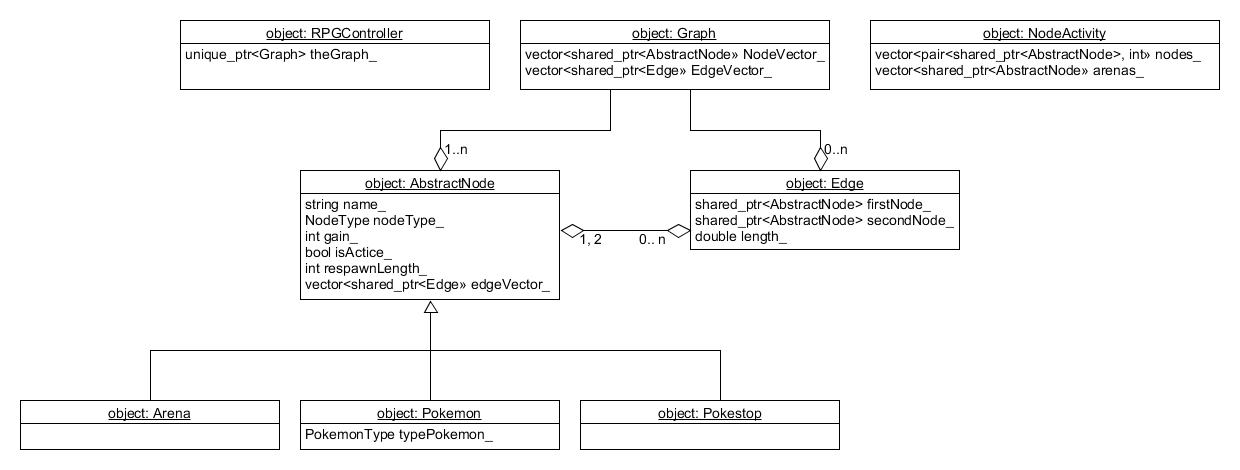 object: RPGController
unique_ptr<Graph> theGraph_
object: Graph
vector<shared_ptr<AbstractNode» NodeVector_
vector<shared_ptr<Edge» EdgeVector_
object: NodeActivity
vector<pair<shared_ptr<AbstractNode>, int» nodes_
vector<shared_ptr<AbstractNode» arenas_
1..n
0..n
object: AbstractNode
string name_
NodeType nodeType_
int gain_
bool isActice_
int respawnLength_
vector<shared_ptr<Edge» edgeVector_
1, 2
0.. n
object: Edge
shared_ptr<AbstractNode> firstNode_
shared_ptr<AbstractNode> secondNode_
double length_
object: Arena
object: Pokemon
PokemonType typePokemon_
object: Pokestop